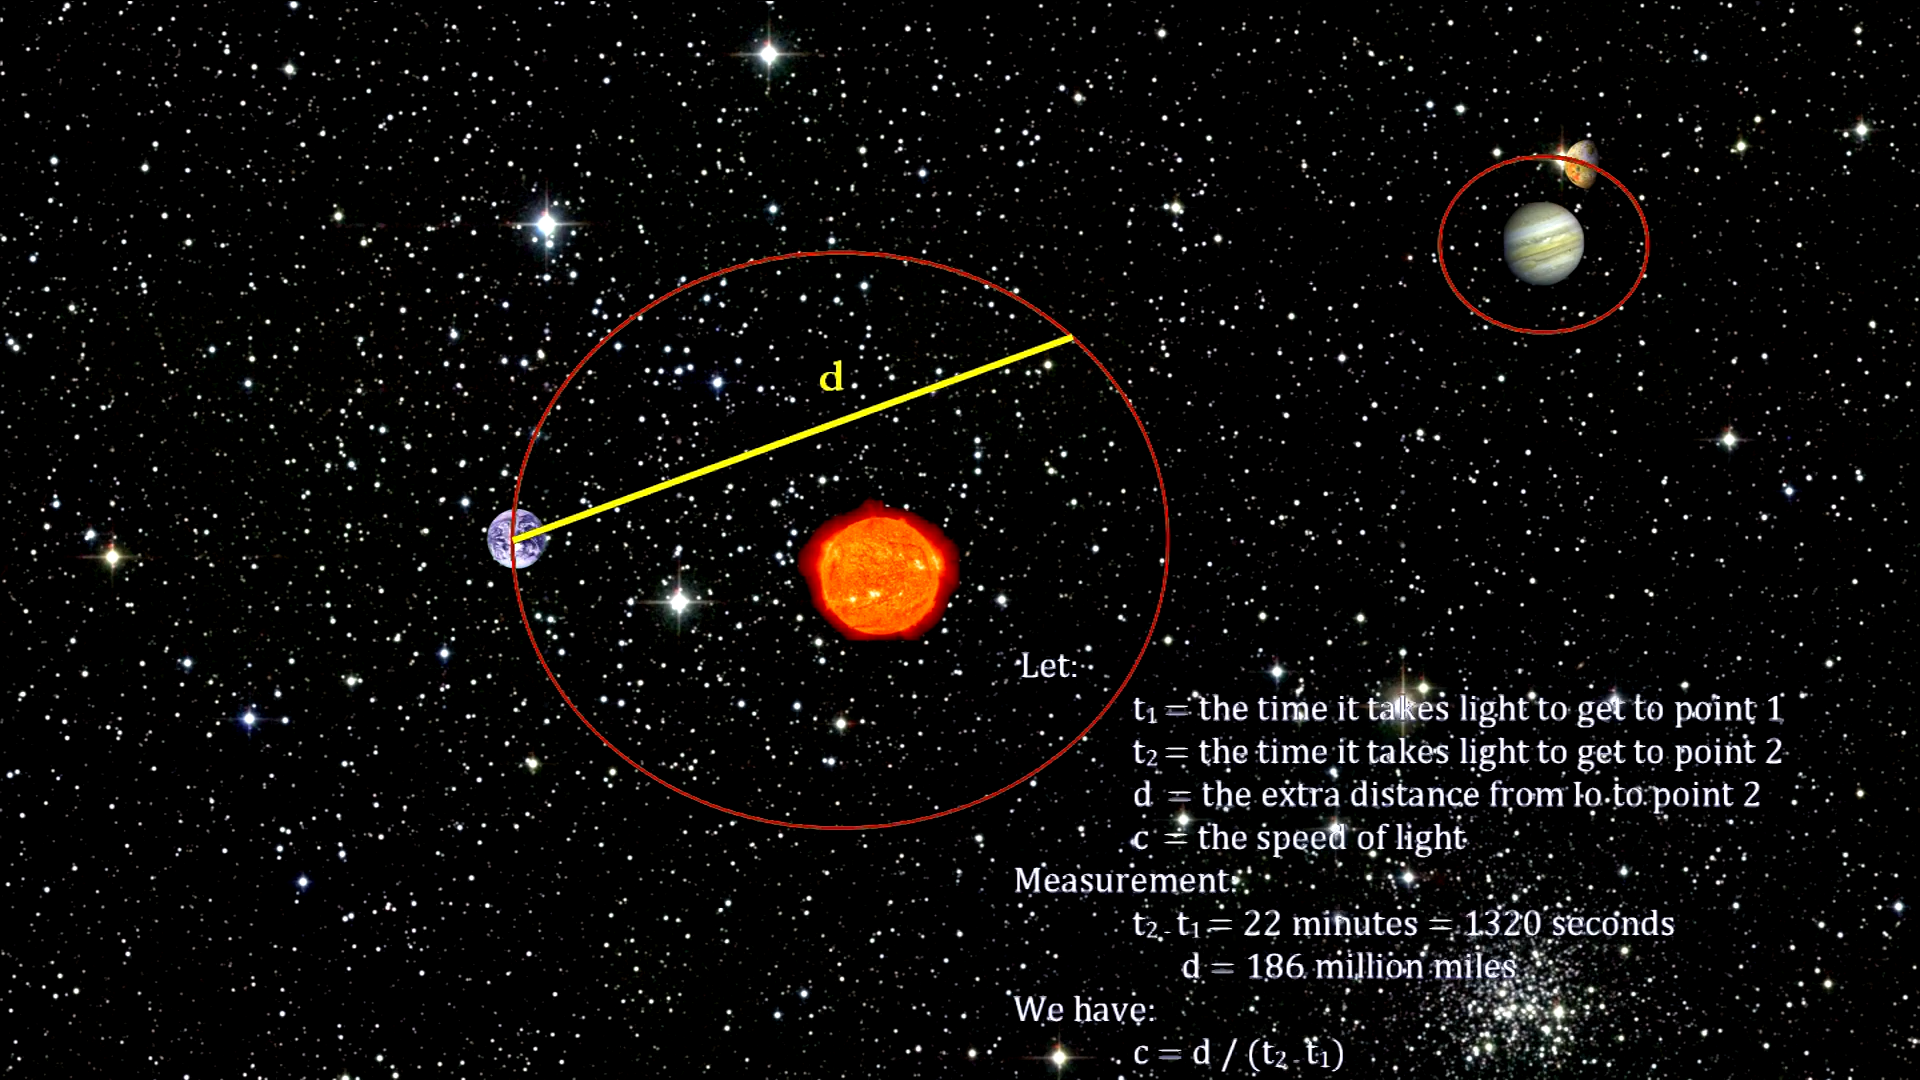 d
Let:
t₁ = the time it takes light to get to point 1
t₂ = the time it takes light to get to point 2
d = the extra distance from Io to point 2
c = the speed of light
Measurement:
t₂ - t₁ = 22 minutes = 1320 seconds
d = 186 million miles
We have:
c = d / (t₂ - t₁)